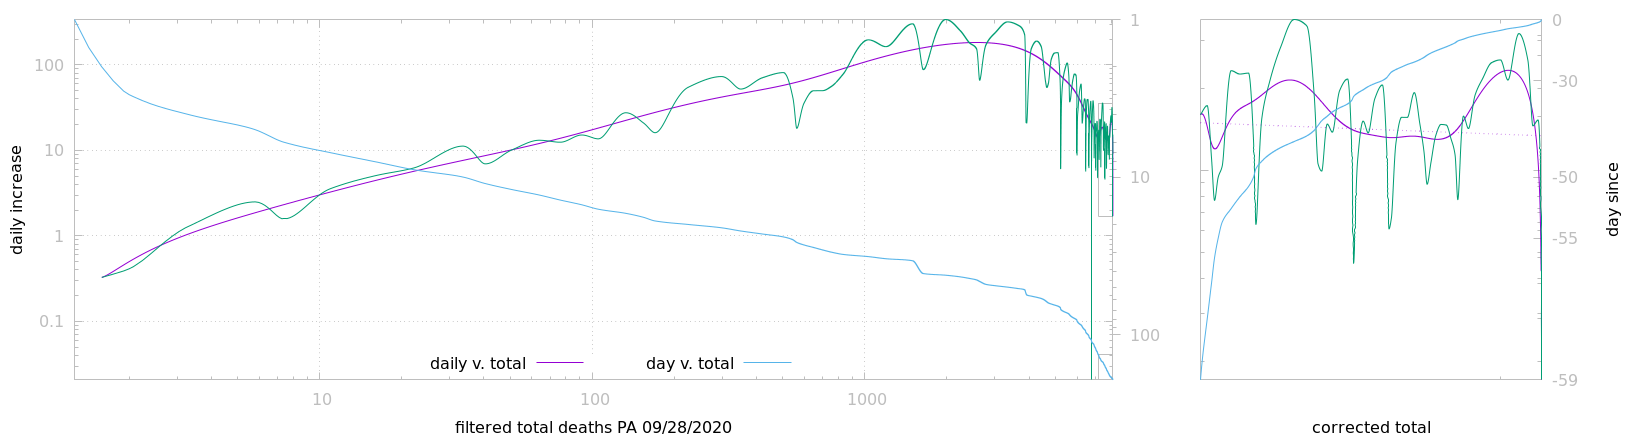 daily increase
100
10
1
0.1
daily v. total
day v. total
10
100
1000
filtered total deaths PA 09/28/2020
1
10
100
0
-30
-50
-55
-59
day since
corrected total